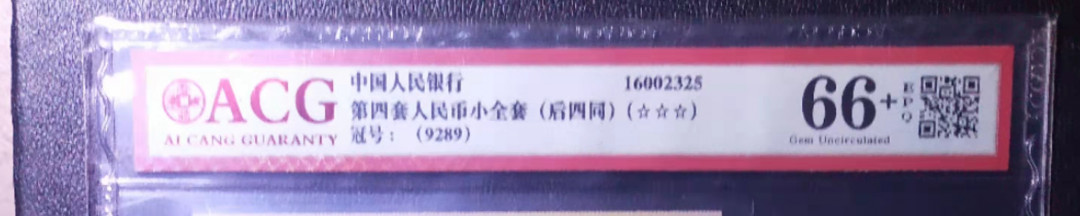 ACG
AI CANG GUARANTY
中国人民银行 16002325
第四套人民币小全套（后四同）(☆☆☆)
冠号：（9289）
66+
EPQ
Gem Uncirculated